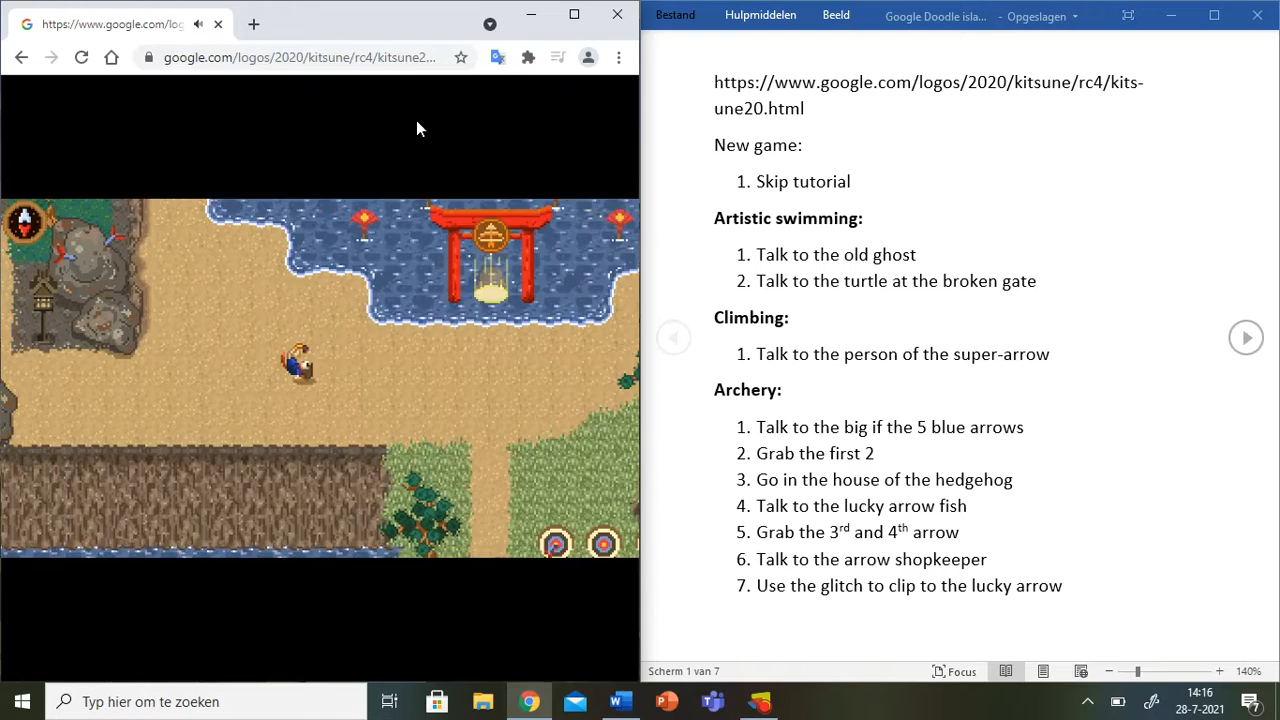 https://www.google.com/log
google.com/logos/2020/kitsune/rc4/kitsune2...
Bestand Hulpmiddelen Beeld Google Doodle isla... - Opgeslagen
https://www.google.com/logos/2020/kitsune/rc4/kits-
une20.html
New game:
1. Skip tutorial
Artistic swimming:
1. Talk to the old ghost
2. Talk to the turtle at the broken gate
Climbing:
1. Talk to the person of the super-arrow
Archery:
1. Talk to the big if the 5 blue arrows
2. Grab the first 2
3. Go in the house of the hedgehog
4. Talk to the lucky arrow fish
5. Grab the 3rd and 4th arrow
6. Talk to the arrow shopkeeper
7. Use the glitch to clip to the lucky arrow
Scherm 1 van 7 Focus 140%
Typ hier om te zoeken
14:16
28-7-2021
7